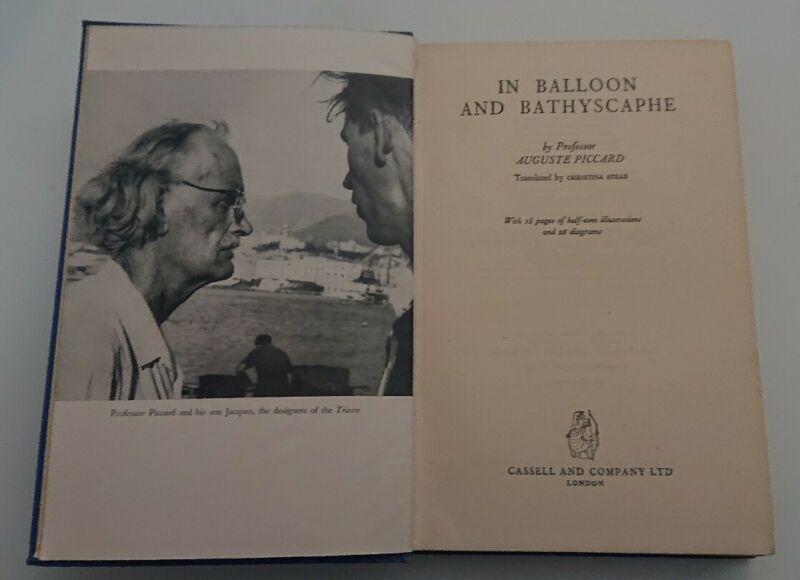 Professor Piccard and his son Jacques, the designers of the Trieste
IN BALLOON
AND BATHYSCAPHE
by Professor
AUGUSTE PICCARD
Translated by CHRISTINA STEAD
With 18 pages of half-tone illustrations
and 28 diagrams
CASSELL AND COMPANY LTD
LONDON